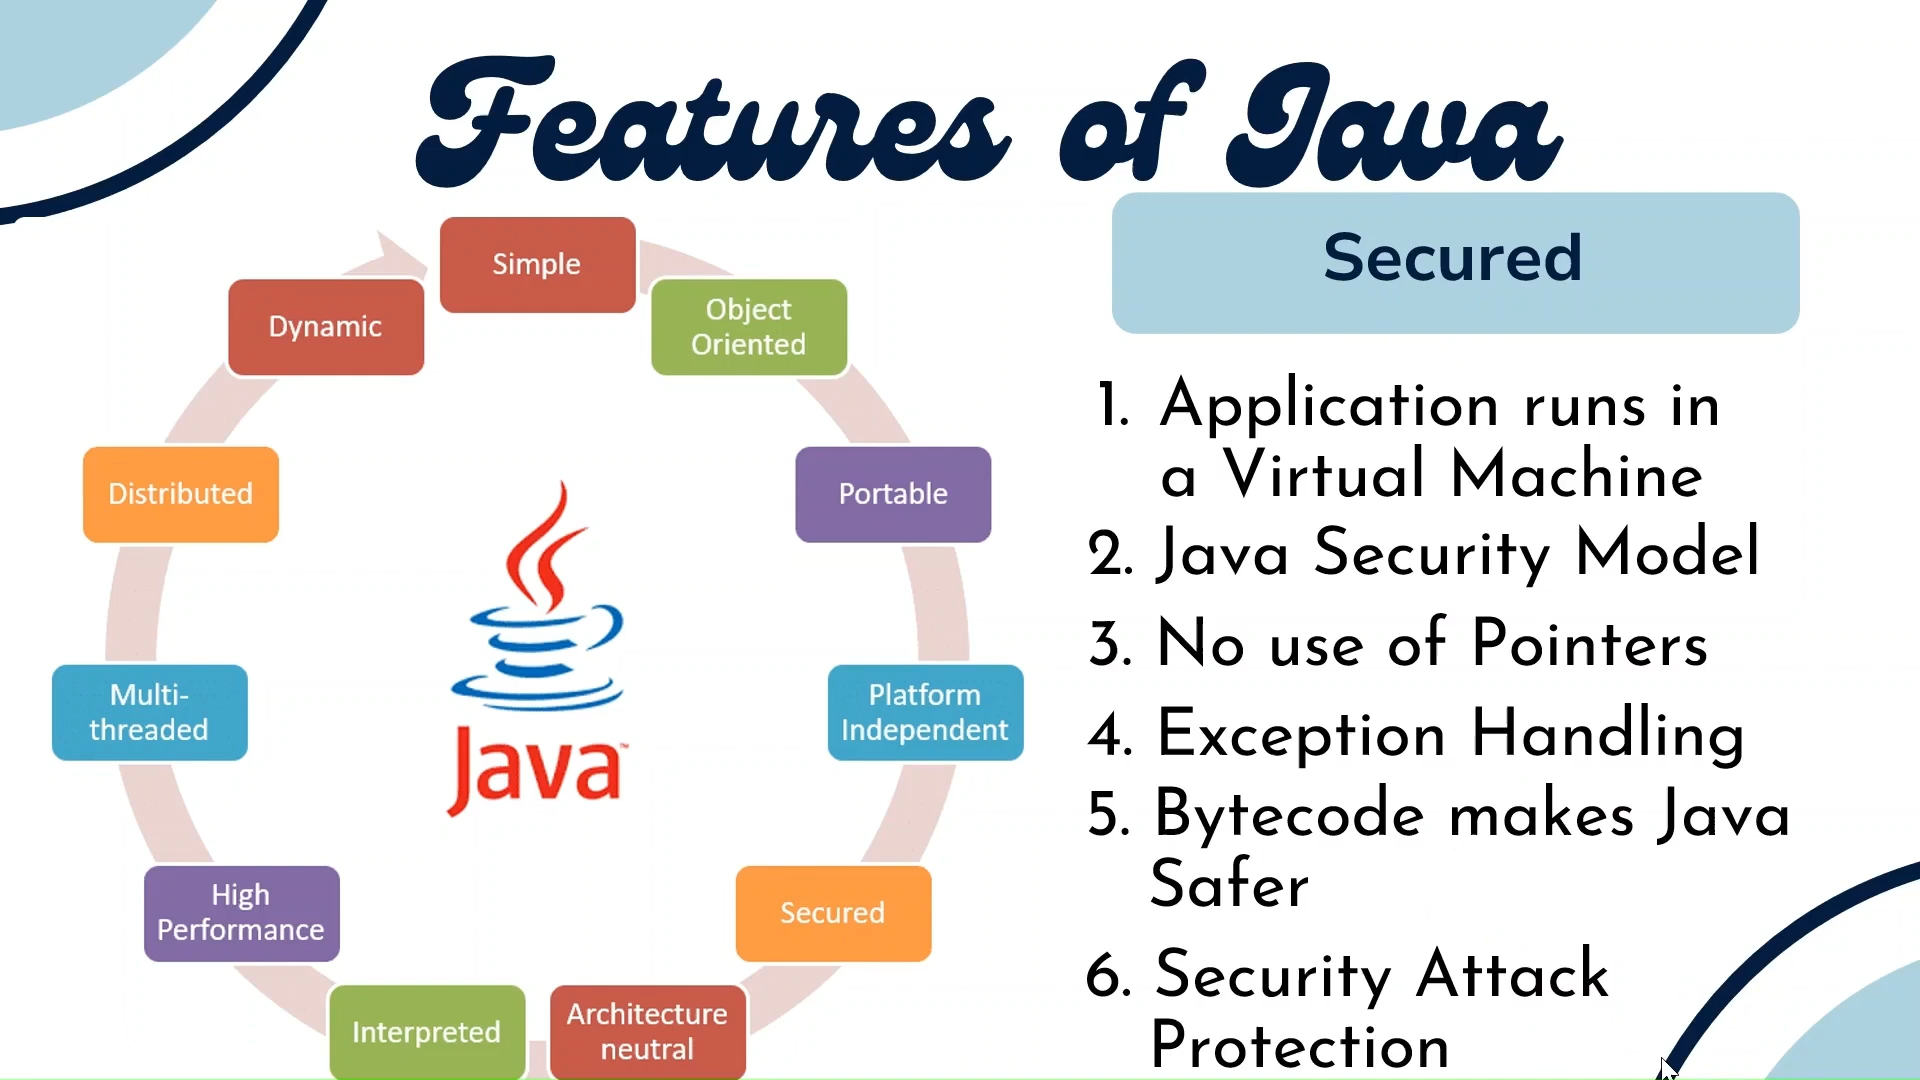 Features of Java
Simple
Object
Oriented
Portable
Platform
Independent
Secured
Architecture
neutral
Interpreted
High
Performance
Multi-
threaded
Distributed
Dynamic
Java™
Secured
1. Application runs in
a Virtual Machine
2. Java Security Model
3. No use of Pointers
4. Exception Handling
5. Bytecode makes Java
Safer
6. Security Attack
Protection